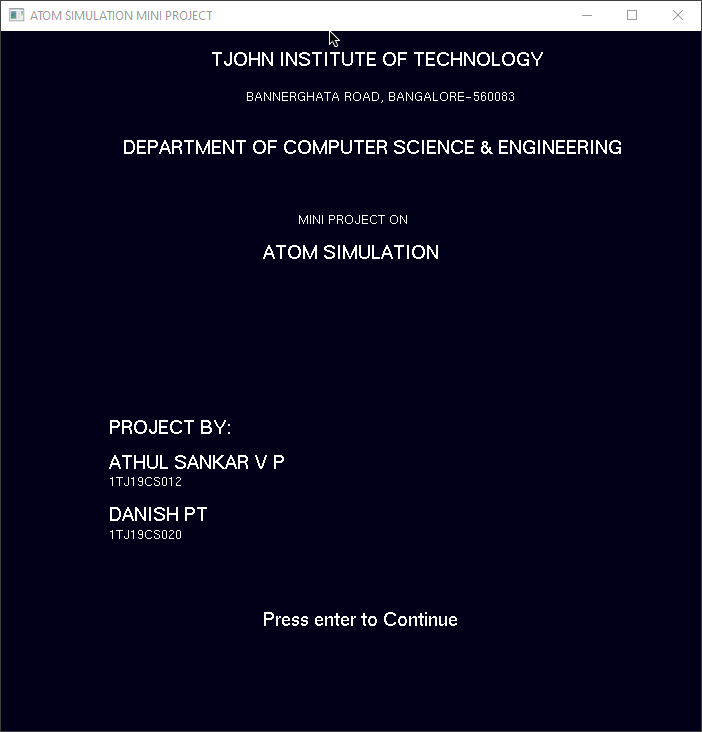 ATOM SIMULATION MINI PROJECT
TJOHN INSTITUTE OF TECHNOLOGY
BANNERGHATA ROAD, BANGALORE-560083
DEPARTMENT OF COMPUTER SCIENCE & ENGINEERING
MINI PROJECT ON
ATOM SIMULATION
PROJECT BY:
ATHUL SANKAR V P
1TJ19CS012
DANISH PT
1TJ19CS020
Press enter to Continue